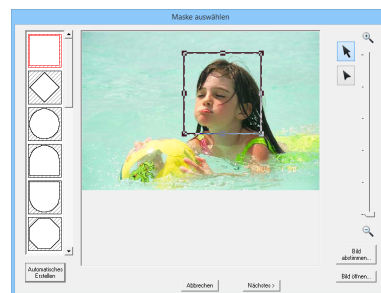 Maske auswählen
Automatisches
Erstellen
Bild
abstimmen...
Bild öffnen...
Abbrechen
Nächstes >